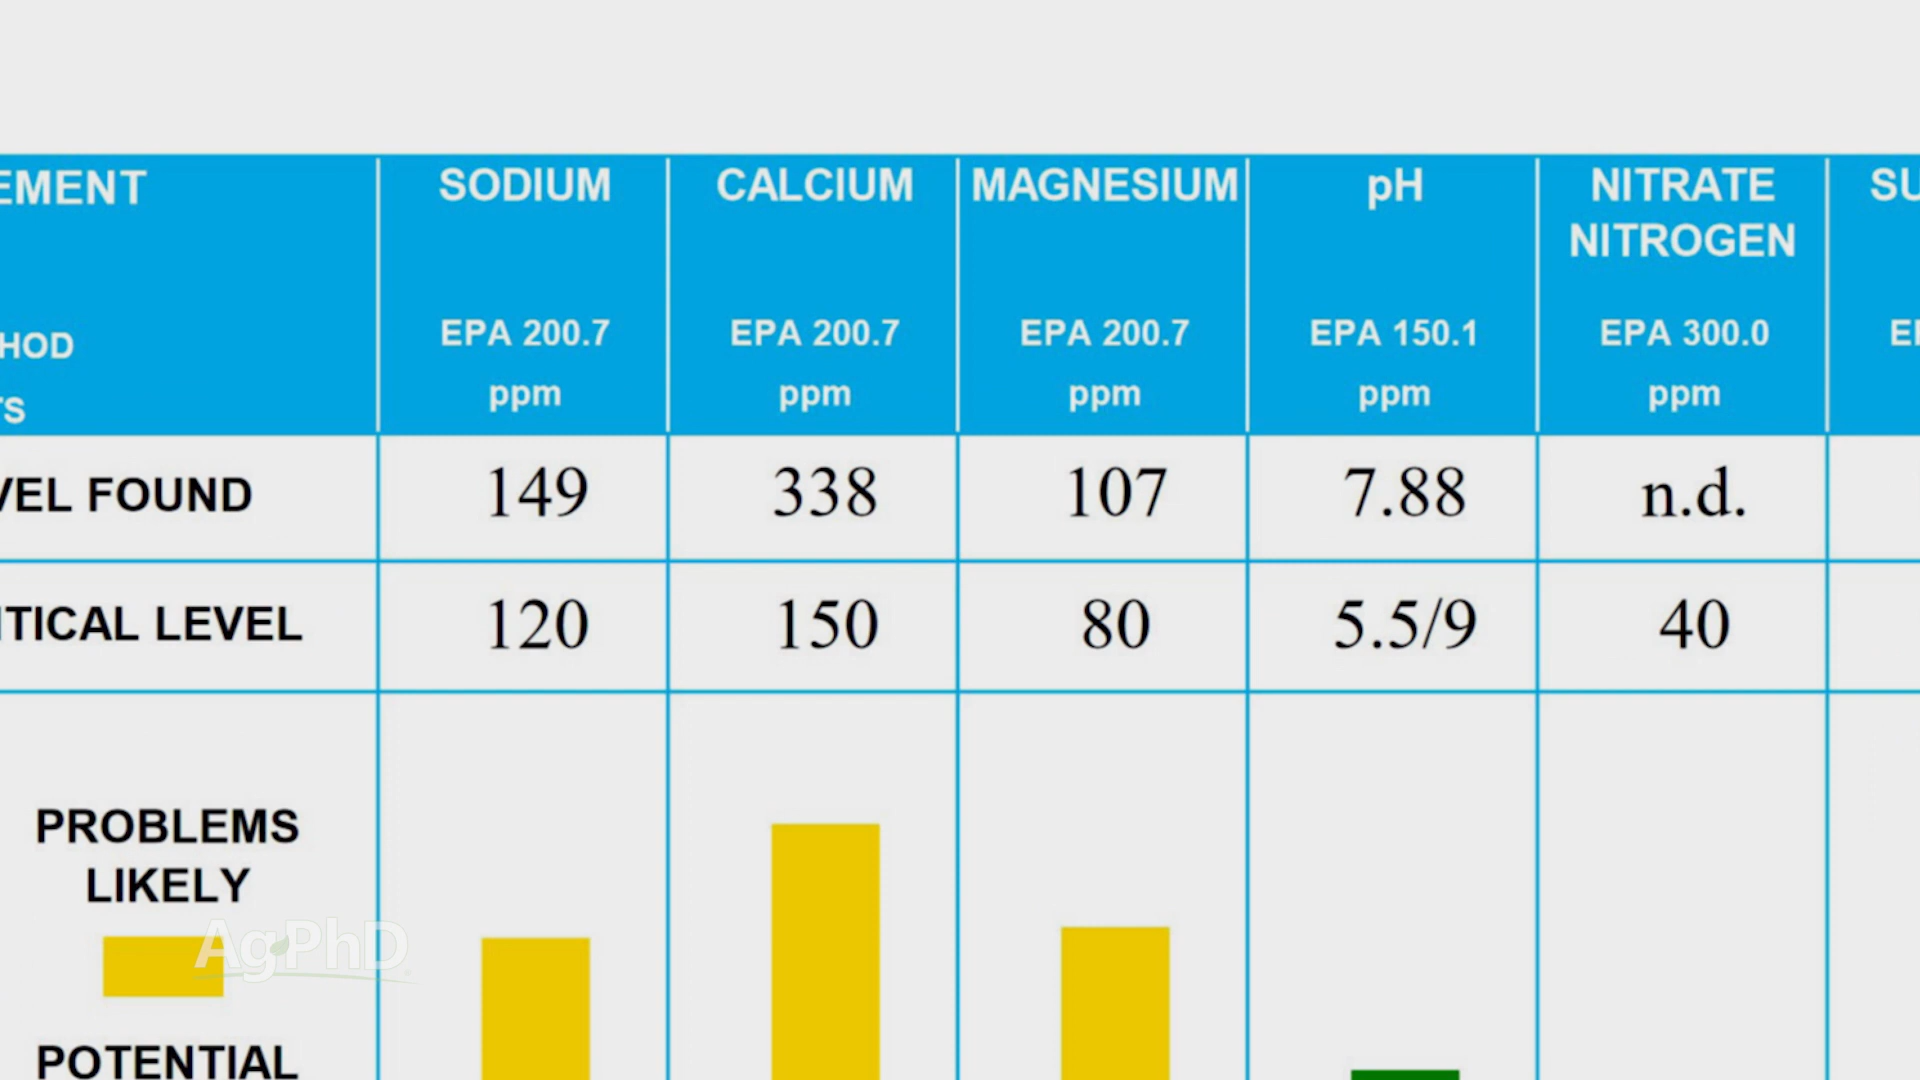 EMENT SODIUM CALCIUM MAGNESIUM pH NITRATE SU
NITROGEN
HOD EPA 200.7 EPA 200.7 EPA 200.7 EPA 150.1 EPA 300.0 E
TS ppm ppm ppm ppm ppm
VEL FOUND 149 338 107 7.88 n.d.
ITICAL LEVEL 120 150 80 5.5/9 40
PROBLEMS
LIKELY
AgPhD
POTENTIAL